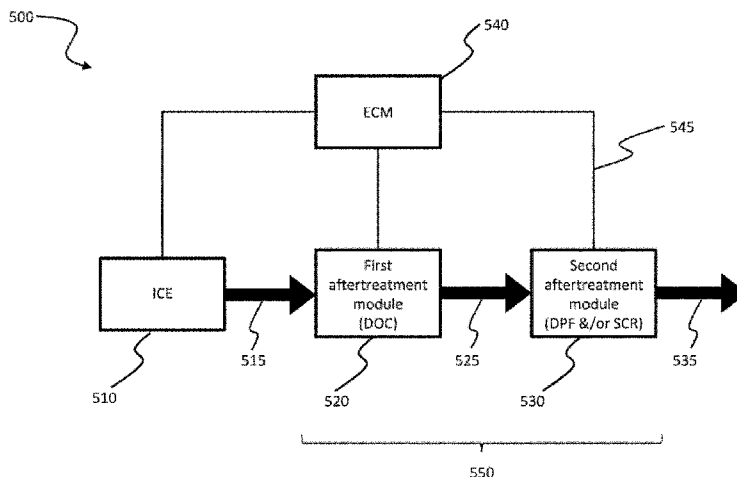 500
540
ECM
545
ICE
First
aftertreatment
module
(DOC)
Second
aftertreatment
module
(DPF &/or SCR)
515
525
535
510
520
530
550